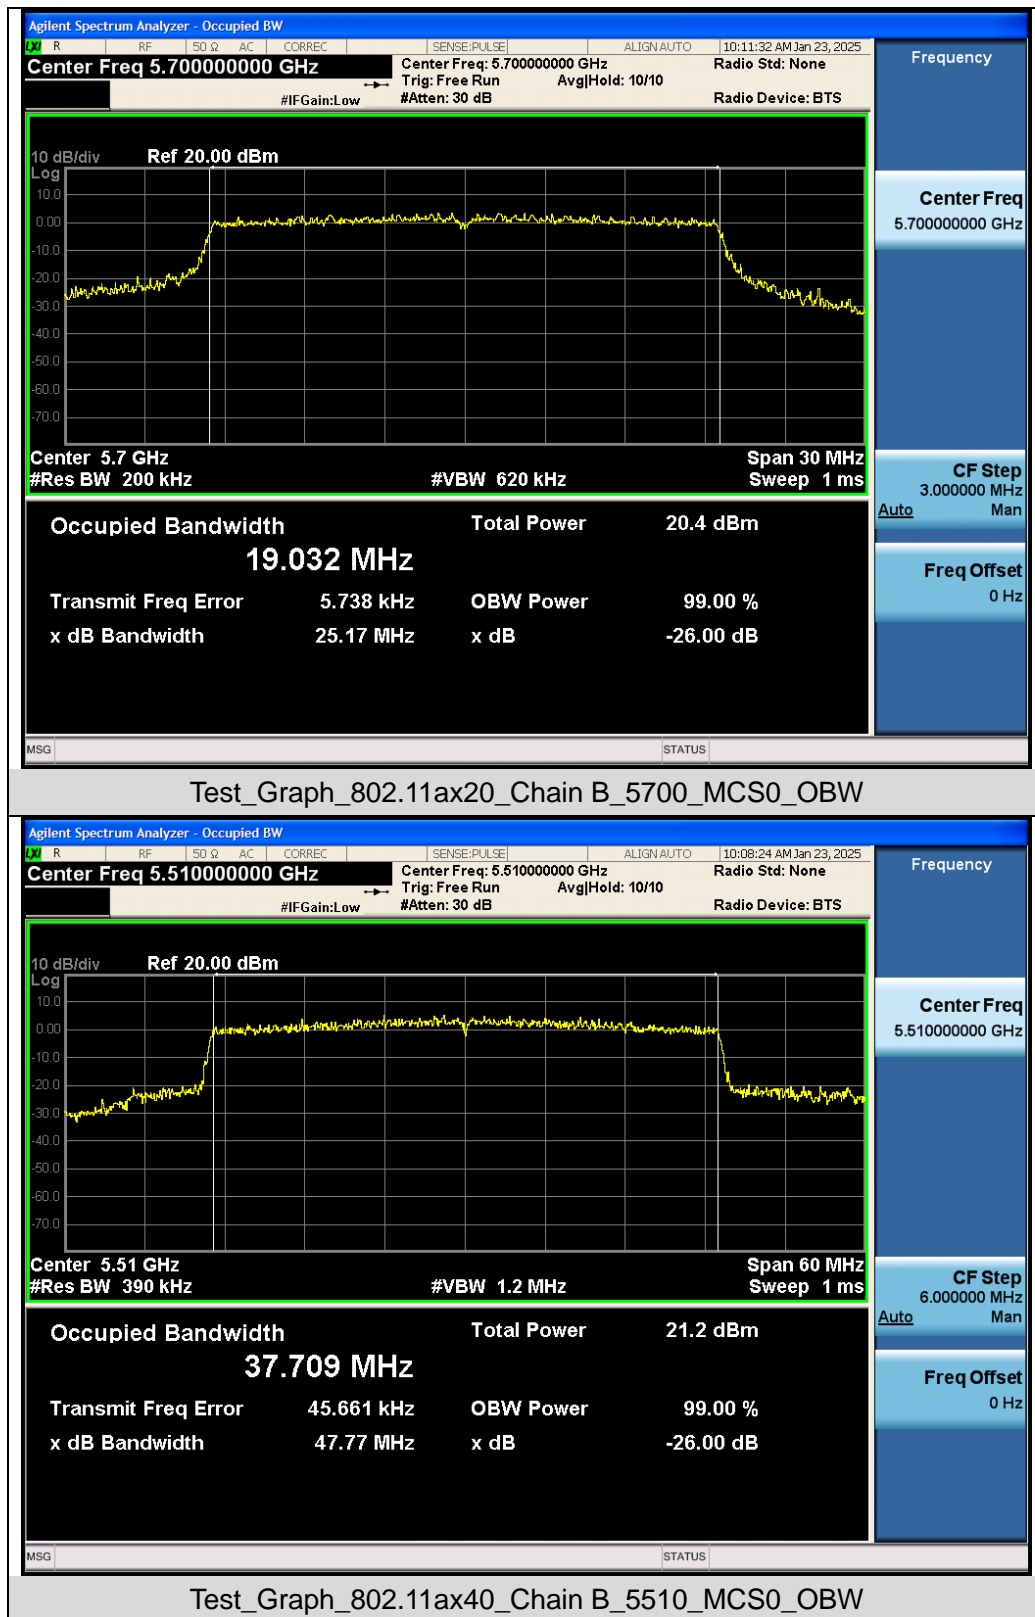 Agilent Spectrum Analyzer - Occupied BW
LXI R RF 50 Ω AC CORREC SENSE:PULSE ALIGN AUTO 10:11:32 AM Jan 23, 2025
Center Freq 5.700000000 GHz Center Freq: 5.700000000 GHz Radio Std: None
Trig: Free Run Avg|Hold: 10/10
#IFGain:Low #Atten: 30 dB Radio Device: BTS
10 dB/div Ref 20.00 dBm
Log
10.0
0.00
-10.0
-20.0
-30.0
-40.0
-50.0
-60.0
-70.0
Center 5.7 GHz Span 30 MHz
#Res BW 200 kHz #VBW 620 kHz Sweep 1 ms
Occupied Bandwidth Total Power 20.4 dBm
19.032 MHz
Transmit Freq Error 5.738 kHz OBW Power 99.00 %
x dB Bandwidth 25.17 MHz x dB -26.00 dB
MSG STATUS
Frequency
Center Freq
5.700000000 GHz
CF Step
3.000000 MHz
Auto Man
Freq Offset
0 Hz
Test_Graph_802.11ax20_Chain B_5700_MCS0_OBW
Agilent Spectrum Analyzer - Occupied BW
LXI R RF 50 Ω AC CORREC SENSE:PULSE ALIGN AUTO 10:08:24 AM Jan 23, 2025
Center Freq 5.510000000 GHz Center Freq: 5.510000000 GHz Radio Std: None
Trig: Free Run Avg|Hold: 10/10
#IFGain:Low #Atten: 30 dB Radio Device: BTS
10 dB/div Ref 20.00 dBm
Log
10.0
0.00
-10.0
-20.0
-30.0
-40.0
-50.0
-60.0
-70.0
Center 5.51 GHz Span 60 MHz
#Res BW 390 kHz #VBW 1.2 MHz Sweep 1 ms
Occupied Bandwidth Total Power 21.2 dBm
37.709 MHz
Transmit Freq Error 45.661 kHz OBW Power 99.00 %
x dB Bandwidth 47.77 MHz x dB -26.00 dB
MSG STATUS
Frequency
Center Freq
5.510000000 GHz
CF Step
6.000000 MHz
Auto Man
Freq Offset
0 Hz
Test_Graph_802.11ax40_Chain B_5510_MCS0_OBW